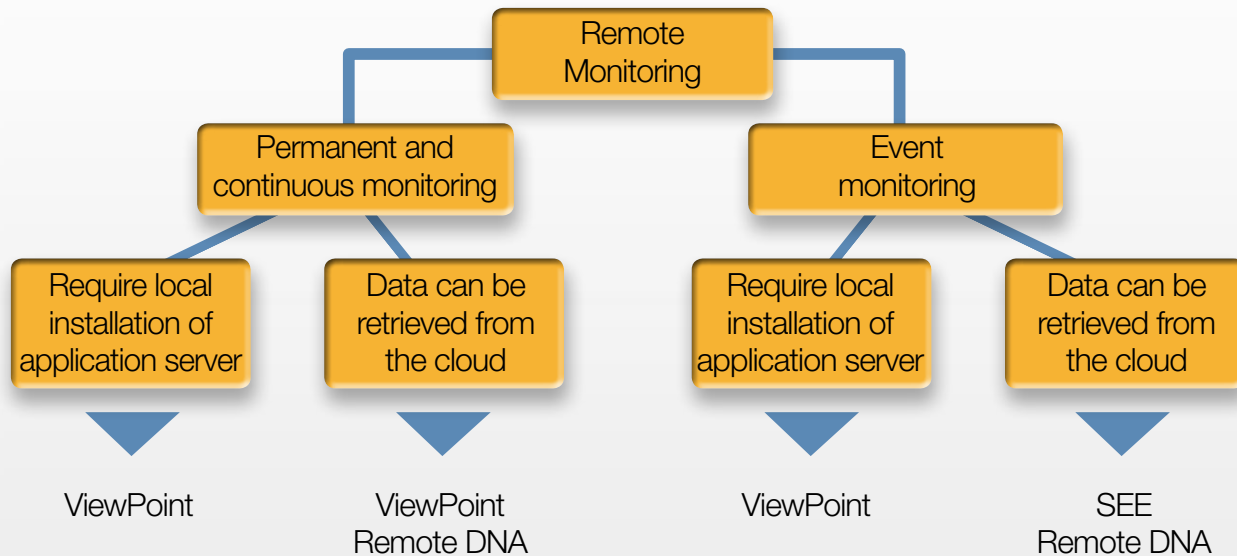 Remote
Monitoring
Permanent and
continuous monitoring
Event
monitoring
Require local
installation of
application server
Data can be
retrieved from
the cloud
Require local
installation of
application server
Data can be
retrieved from
the cloud
ViewPoint
ViewPoint
Remote DNA
ViewPoint
SEE
Remote DNA